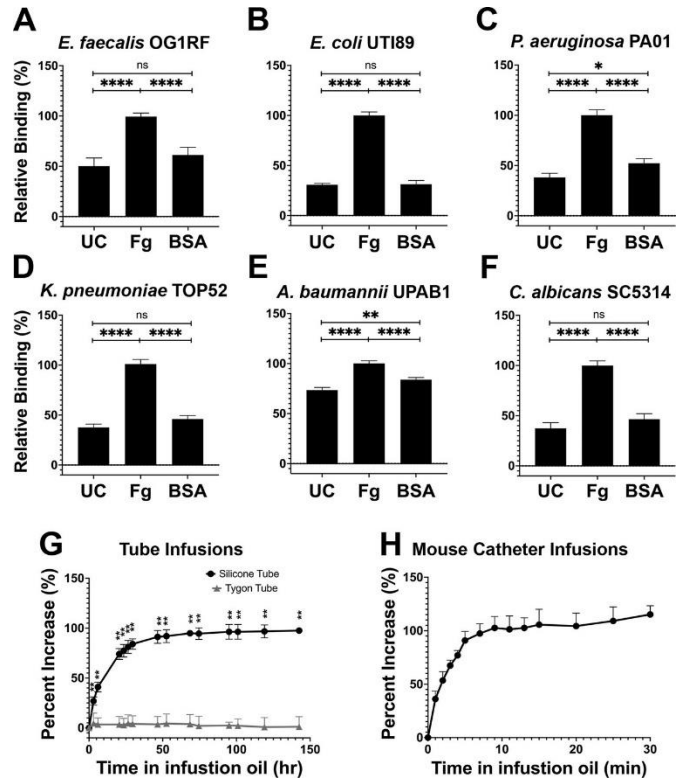 A
E. faecalis OG1RF
ns
**** ****
Relative Binding (%)
150
100
50
0
UC Fg BSA
B
E. coli UTI89
ns
**** ****
150
100
50
0
UC Fg BSA
C
P. aeruginosa PA01
*
**** ****
150
100
50
0
UC Fg BSA
D
K. pneumoniae TOP52
ns
**** ****
Relative Binding (%)
150
100
50
0
UC Fg BSA
E
A. baumannii UPAB1
**
**** ****
150
100
50
0
UC Fg BSA
F
C. albicans SC5314
ns
**** ****
150
100
50
0
UC Fg BSA
G
Tube Infusions
Silicone Tube
Tygon Tube
Percent Increase (%)
150
100
50
0
** ** ** ** ** ** ** ** ** ** ** ** ** **
0 50 100 150
Time in infustion oil (hr)
H
Mouse Catheter Infusions
Percent Increase (%)
150
100
50
0
0 10 20 30
Time in infustion oil (min)